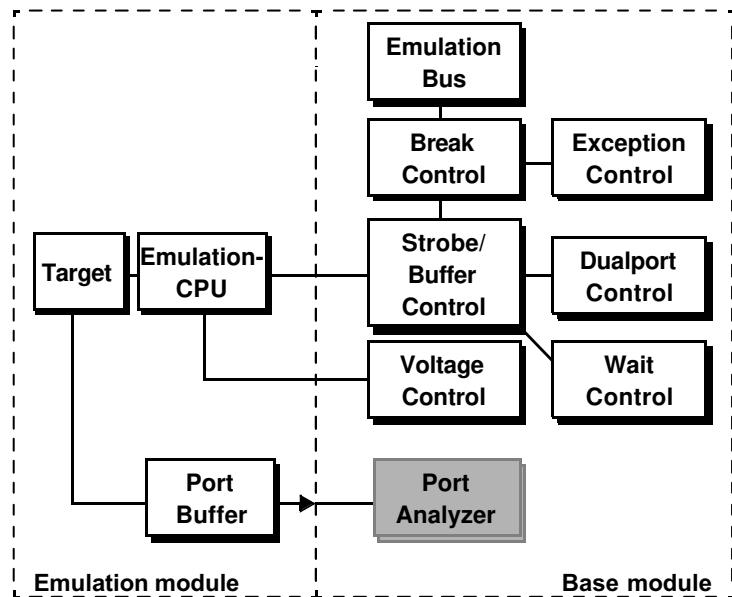 Emulation
Bus
Break
Control
Exception
Control
Target
Emulation-
CPU
Strobe/
Buffer
Control
Dualport
Control
Voltage
Control
Wait
Control
Port
Buffer
Port
Analyzer
Emulation module
Base module